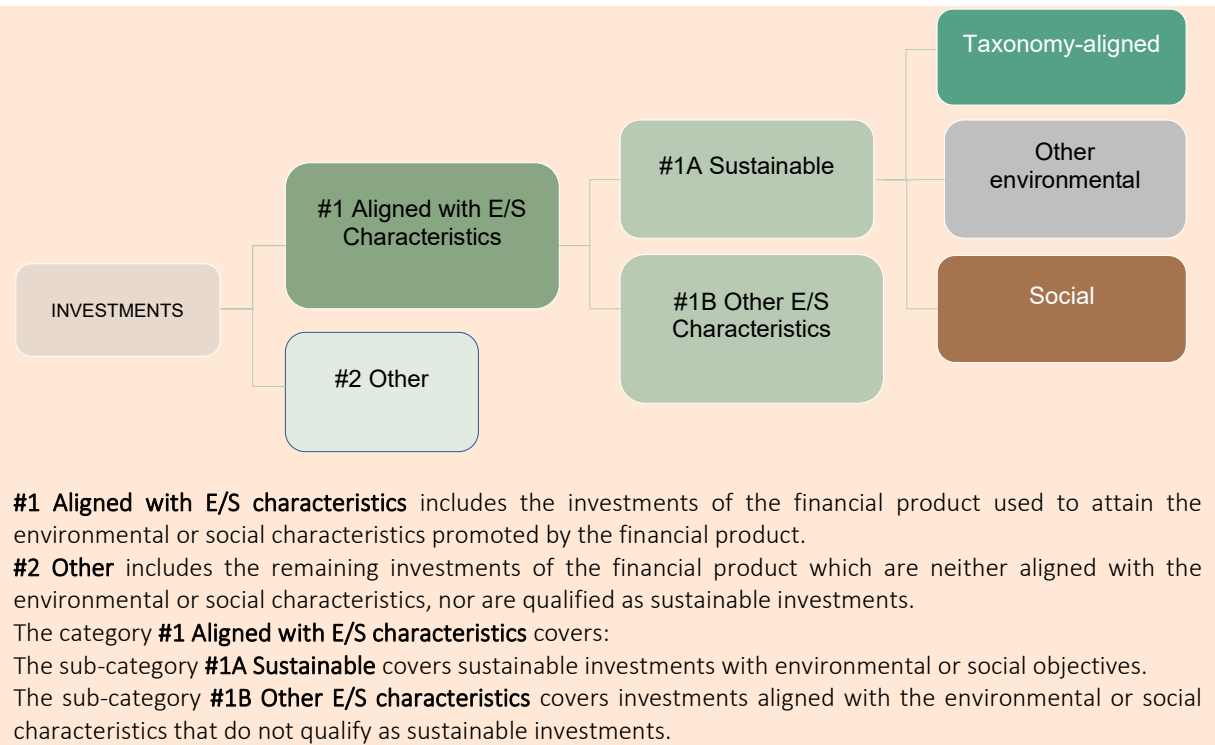 Taxonomy-aligned
Other
environmental
#1A Sustainable
#1 Aligned with E/S
Characteristics
INVESTMENTS
#1B Other E/S
Characteristics
Social
#2 Other
#1 Aligned with E/S characteristics includes the investments of the financial product used to attain the
environmental or social characteristics promoted by the financial product.
#2 Other includes the remaining investments of the financial product which are neither aligned with the
environmental or social characteristics, nor are qualified as sustainable investments.
The category #1 Aligned with E/S characteristics covers:
The sub-category #1A Sustainable covers sustainable investments with environmental or social objectives.
The sub-category #1B Other E/S characteristics covers investments aligned with the environmental or social
characteristics that do not qualify as sustainable investments.